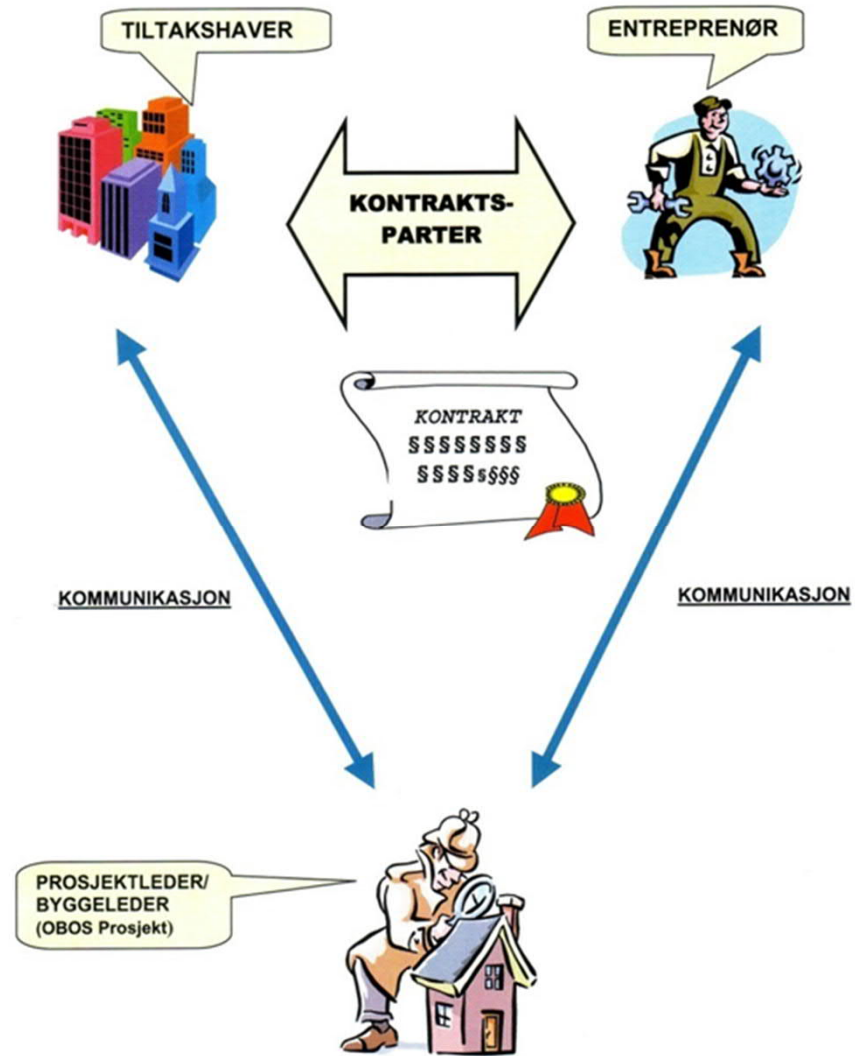 TILTAKSHAVER
ENTREPRENØR
KONTRAKTS-
PARTER
KONTRAKT
§§§§§§§§
§§§§§§§§
KOMMUNIKASJON
KOMMUNIKASJON
PROSJEKTLEDER/
BYGGELEDER
(OBOS Prosjekt)